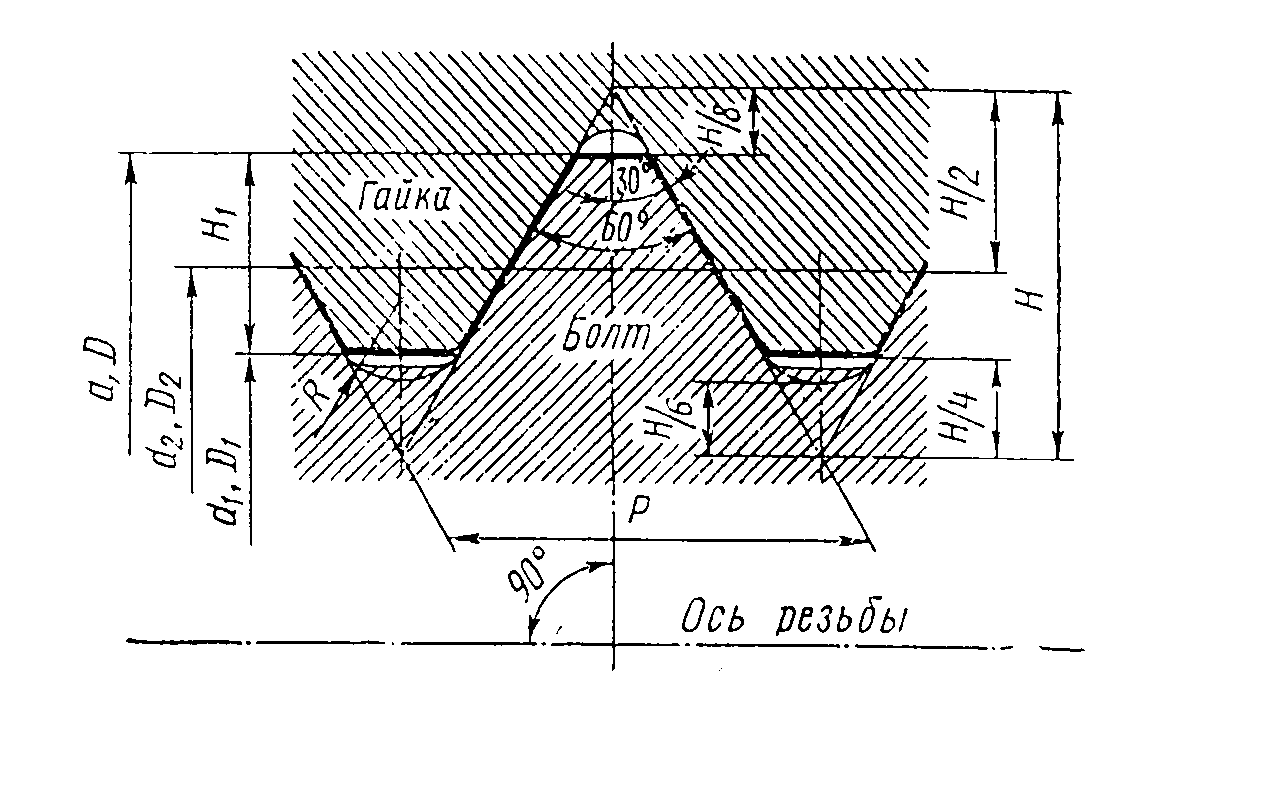 H/8
30°
Гайка
H₁
H/2
60°
H
Болт
a, D
d₂, D₂
R
H/6
H/4
d₁, D₁
P
90°
Ось резьбы